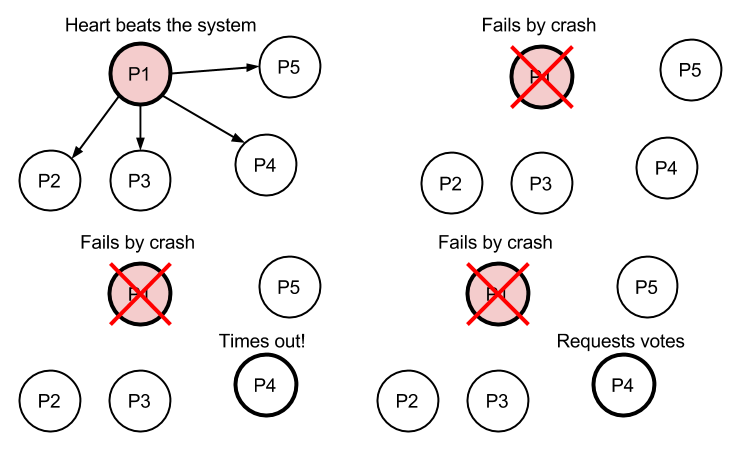 Heart beats the system
P1
P5
P2
P3
P4
Fails by crash
P1
P5
P2
P3
P4
Fails by crash
P1
P5
Times out!
P2
P3
P4
Fails by crash
P1
P5
Requests votes
P2
P3
P4